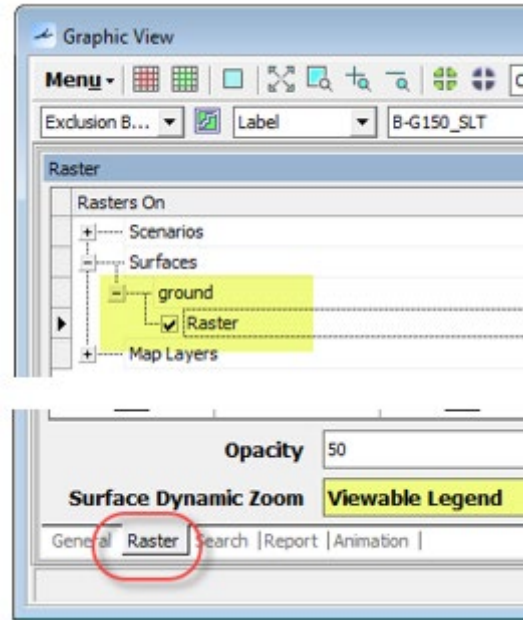 Graphic View
Menu
Exclusion B... Label B-G150_SLT
Raster
Rasters On
Scenarios
Surfaces
ground
Raster
Map Layers
Opacity 50
Surface Dynamic Zoom Viewable Legend
General Raster Search | Report | Animation |